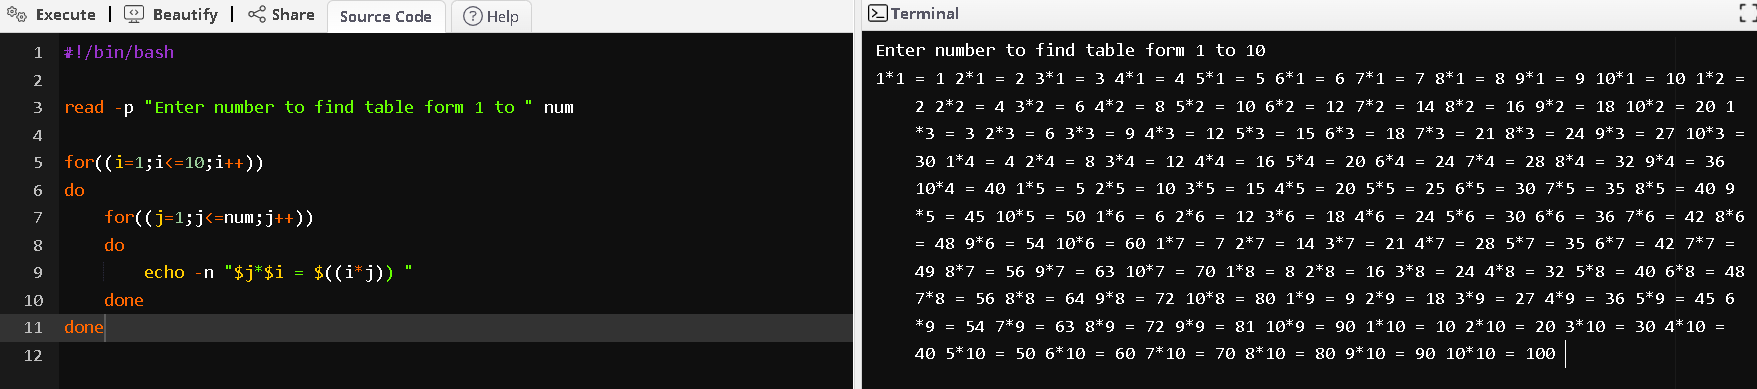 Execute | Beautify | Share Source Code Help
1 #!/bin/bash
2
3 read -p "Enter number to find table form 1 to " num
4
5 for((i=1;i<=10;i++))
6 do
7 for((j=1;j<=num;j++))
8 do
9 echo -n "$j*$i = $((i*j)) "
10 done
11 done
12
Terminal
Enter number to find table form 1 to 10
1*1 = 1 2*1 = 2 3*1 = 3 4*1 = 4 5*1 = 5 6*1 = 6 7*1 = 7 8*1 = 8 9*1 = 9 10*1 = 10 1*2 =
2 2*2 = 4 3*2 = 6 4*2 = 8 5*2 = 10 6*2 = 12 7*2 = 14 8*2 = 16 9*2 = 18 10*2 = 20 1
*3 = 3 2*3 = 6 3*3 = 9 4*3 = 12 5*3 = 15 6*3 = 18 7*3 = 21 8*3 = 24 9*3 = 27 10*3 =
30 1*4 = 4 2*4 = 8 3*4 = 12 4*4 = 16 5*4 = 20 6*4 = 24 7*4 = 28 8*4 = 32 9*4 = 36
10*4 = 40 1*5 = 5 2*5 = 10 3*5 = 15 4*5 = 20 5*5 = 25 6*5 = 30 7*5 = 35 8*5 = 40 9
*5 = 45 10*5 = 50 1*6 = 6 2*6 = 12 3*6 = 18 4*6 = 24 5*6 = 30 6*6 = 36 7*6 = 42 8*6
= 48 9*6 = 54 10*6 = 60 1*7 = 7 2*7 = 14 3*7 = 21 4*7 = 28 5*7 = 35 6*7 = 42 7*7 =
49 8*7 = 56 9*7 = 63 10*7 = 70 1*8 = 8 2*8 = 16 3*8 = 24 4*8 = 32 5*8 = 40 6*8 = 48
7*8 = 56 8*8 = 64 9*8 = 72 10*8 = 80 1*9 = 9 2*9 = 18 3*9 = 27 4*9 = 36 5*9 = 45 6
*9 = 54 7*9 = 63 8*9 = 72 9*9 = 81 10*9 = 90 1*10 = 10 2*10 = 20 3*10 = 30 4*10 =
40 5*10 = 50 6*10 = 60 7*10 = 70 8*10 = 80 9*10 = 90 10*10 = 100